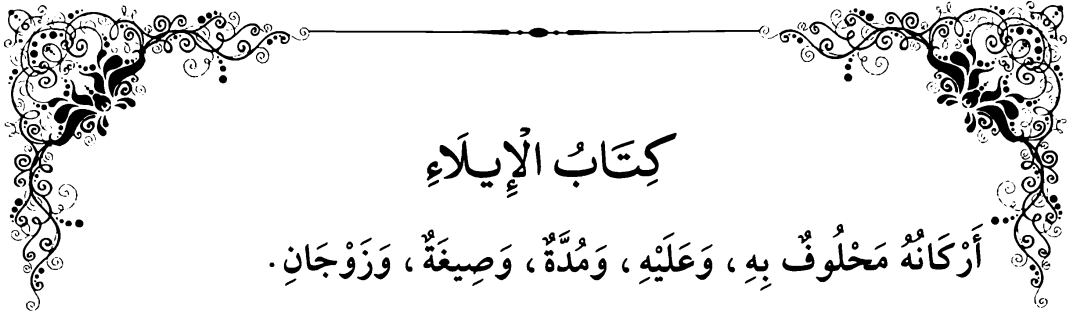 كِتَابُ الْإِيلَاءِ
أَرْكَانُهُ مَحْلُوفٌ بِهِ، وَعَلَيْهِ، وَمُدَّةٌ، وَصِيغَةٌ، وَزَوْجَانِ.